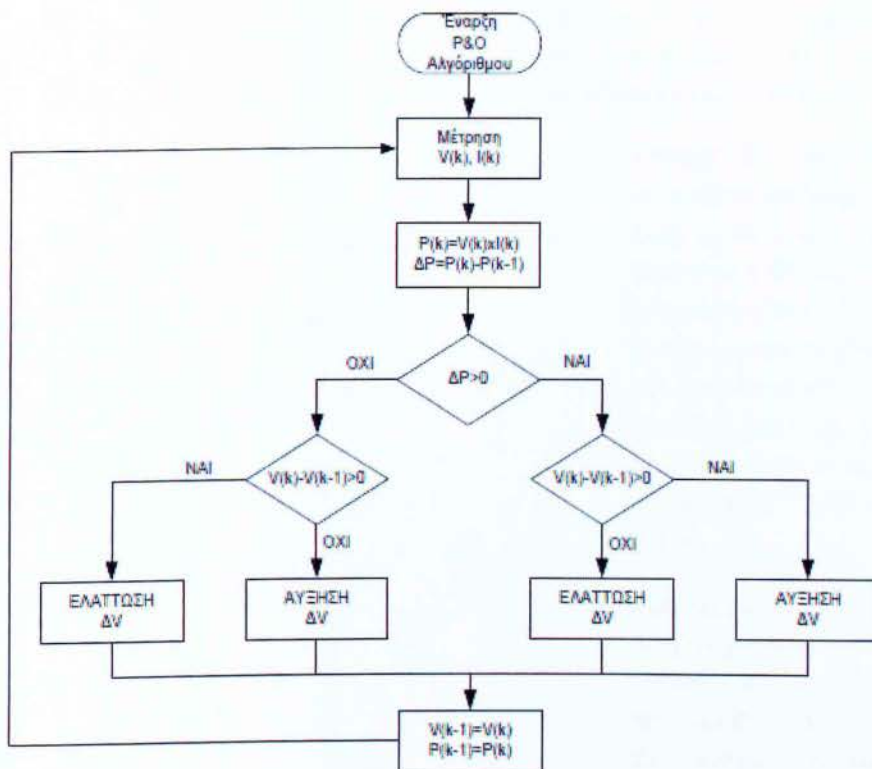 Έναρξη
P&O
Αλγόριθμου
Μέτρηση
V(k), I(k)
P(k)=V(k)xI(k)
ΔP=P(k)-P(k-1)
ΟΧΙ
ΔP>0
ΝΑΙ
ΝΑΙ
V(k)-V(k-1)>0
V(k)-V(k-1)>0
ΝΑΙ
ΟΧΙ
ΟΧΙ
ΕΛΑΤΤΩΣΗ
ΔV
ΑΥΞΗΣΗ
ΔV
ΕΛΑΤΤΩΣΗ
ΔV
ΑΥΞΗΣΗ
ΔV
V(k-1)=V(k)
P(k-1)=P(k)